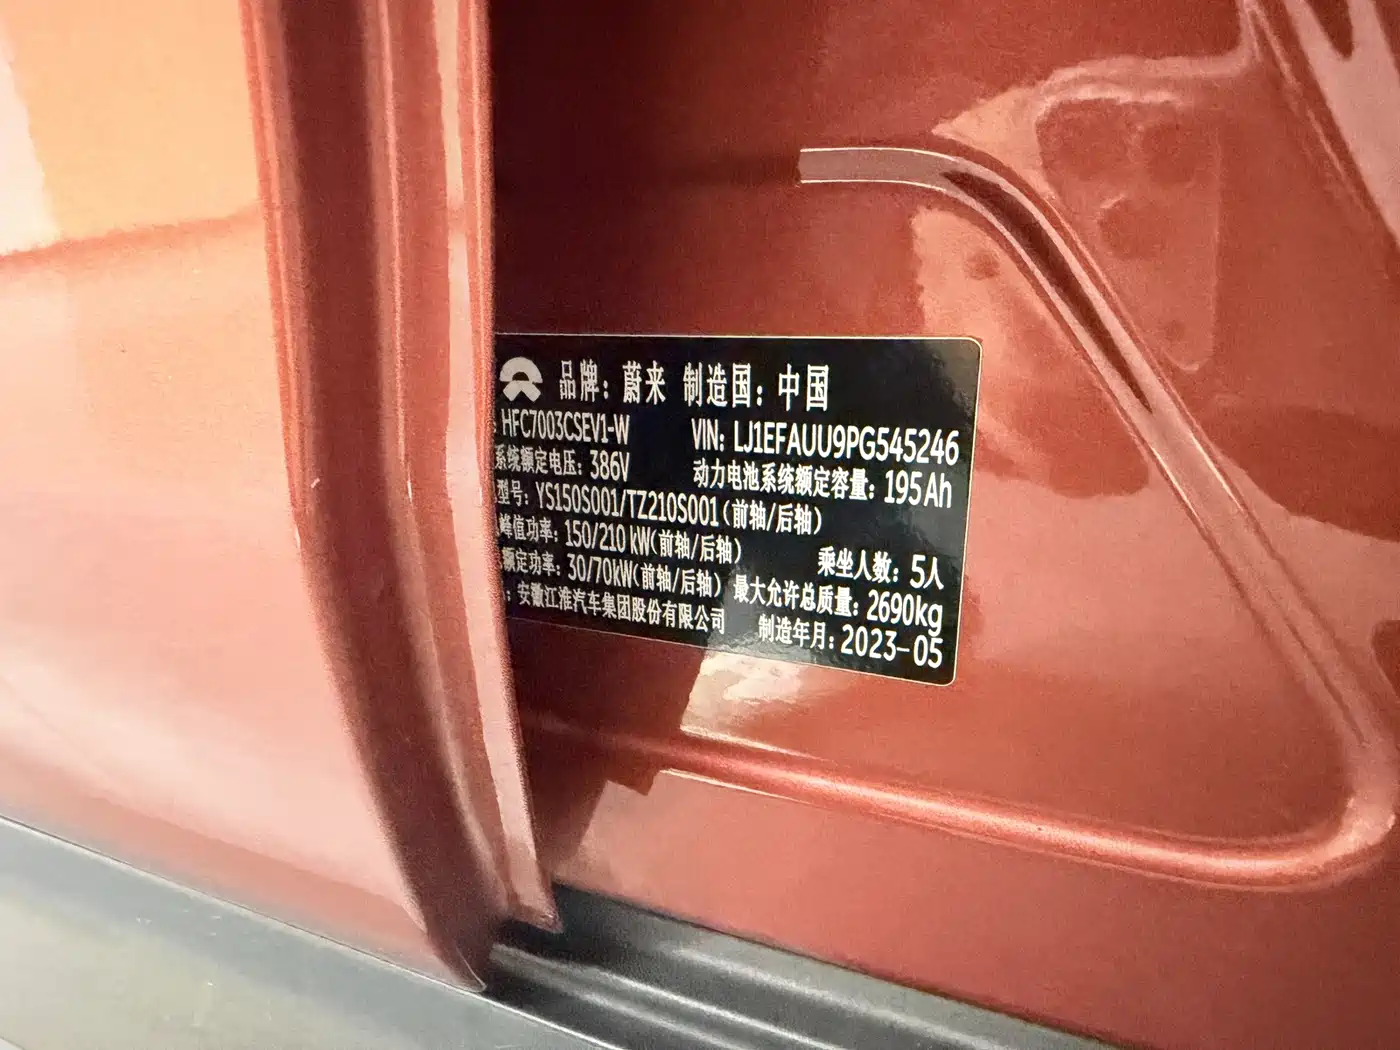 品牌：蔚来 制造国：中国
：HFC7003CSEV1-W VIN：LJ1EFAUU9PG545246
系统额定电压：386V 动力电池系统额定容量：195Ah
型号：YS150S001/TZ210S001（前轴/后轴）
峰值功率：150/210 kW（前轴/后轴） 乘坐人数：5人
额定功率：30/70kW（前轴/后轴） 最大允许总质量：2690kg
：安徽江淮汽车集团股份有限公司 制造年月：2023-05